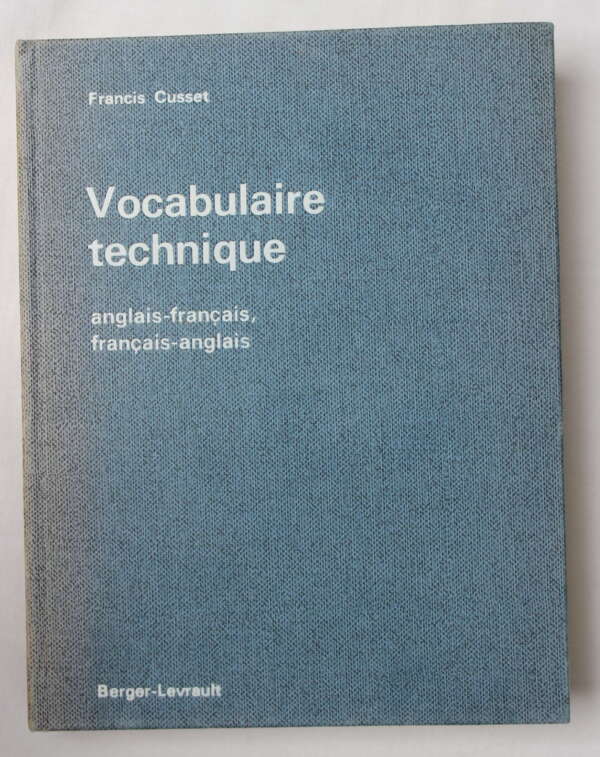 Francis Cusset
Vocabulaire
technique
anglais-français,
français-anglais
Berger-Levrault